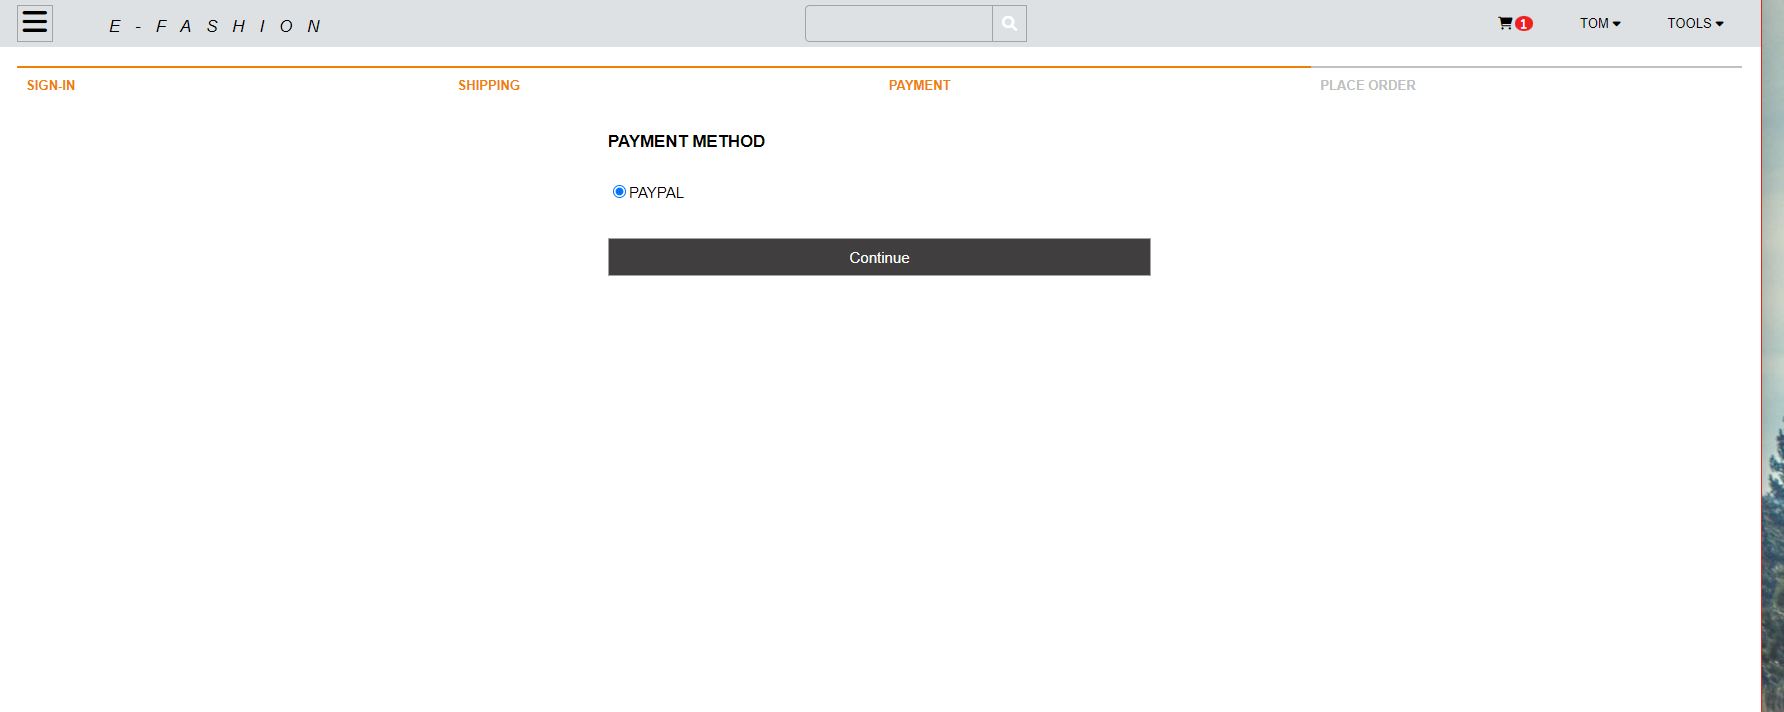 E - F A S H I O N
1
TOM
TOOLS
SIGN-IN
SHIPPING
PAYMENT
PLACE ORDER
PAYMENT METHOD
PAYPAL
Continue